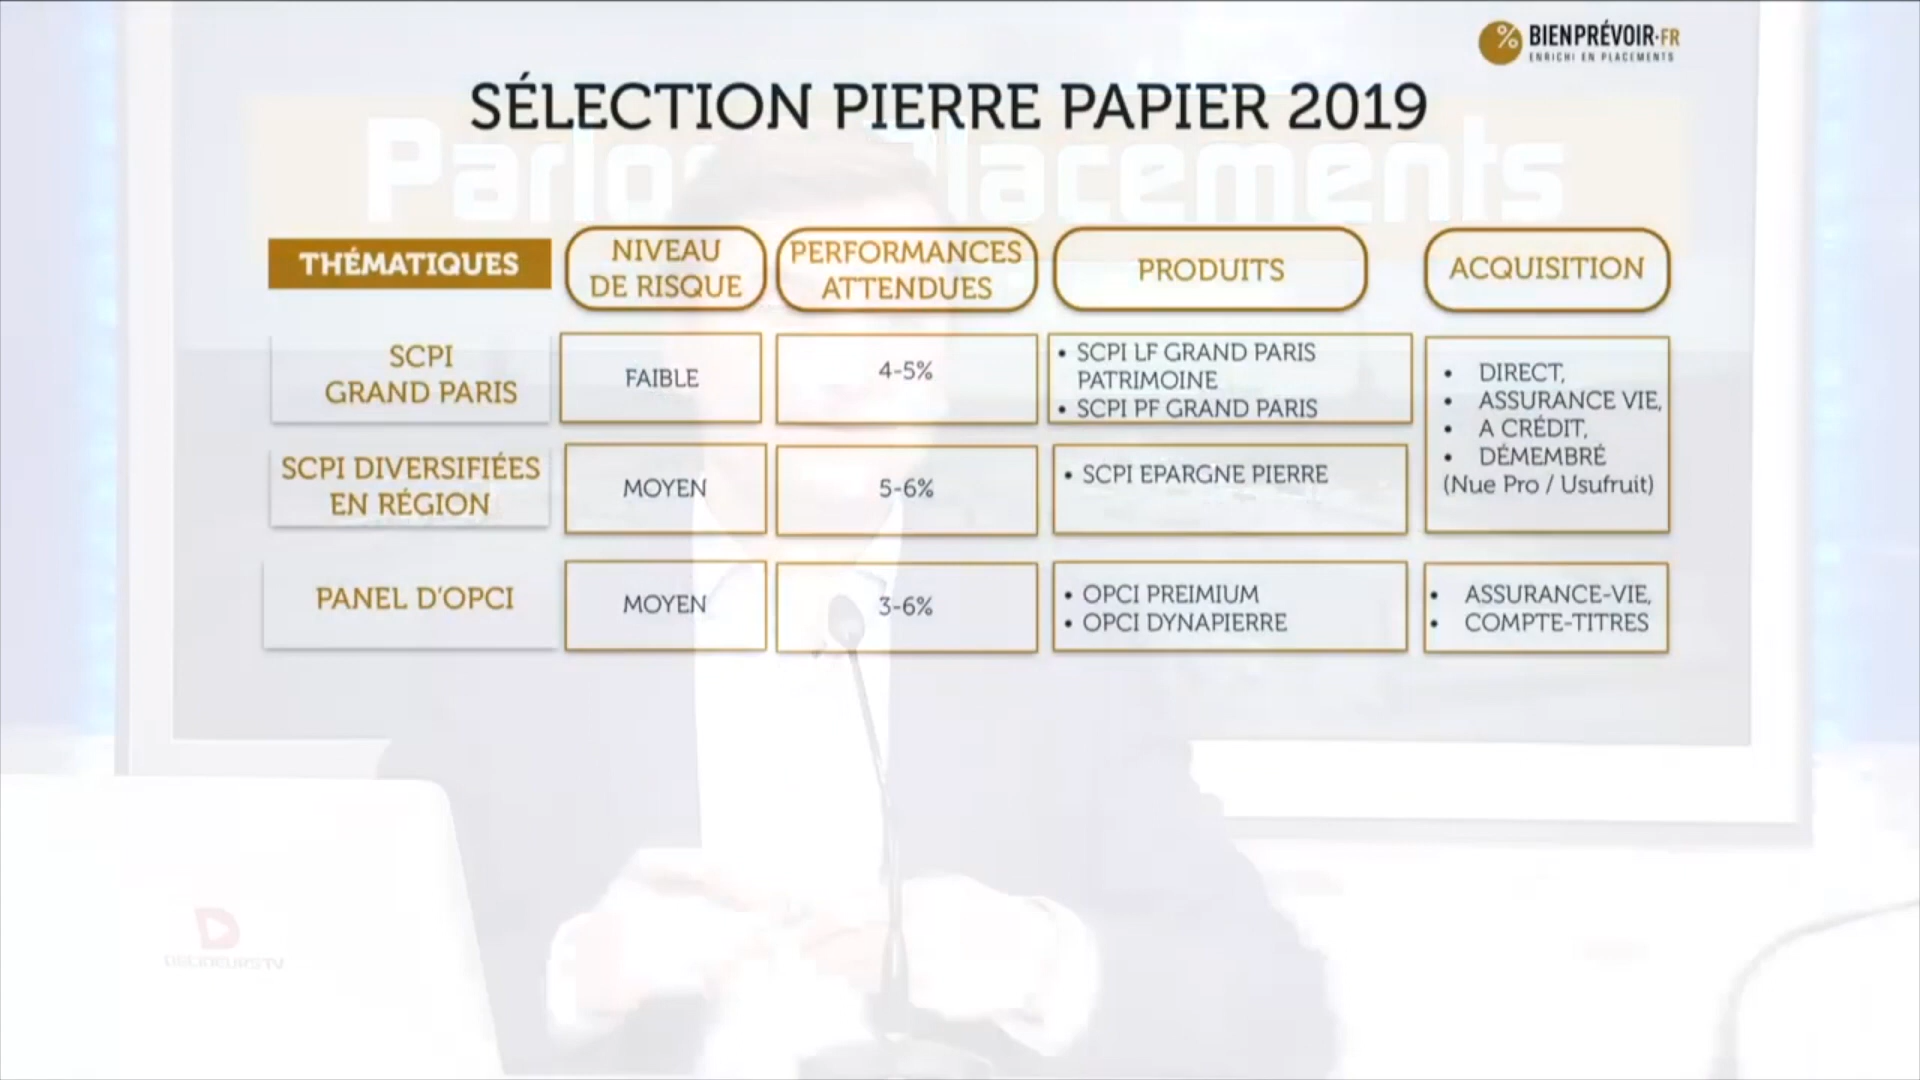 BIENPRÉVOIR·FR
ENRICHI EN PLACEMENTS
SÉLECTION PIERRE PAPIER 2019
Parlo Placements
THÉMATIQUES
NIVEAU
DE RISQUE
PERFORMANCES
ATTENDUES
PRODUITS
ACQUISITION
SCPI
GRAND PARIS
FAIBLE
4-5%
• SCPI LF GRAND PARIS
PATRIMOINE
• SCPI PF GRAND PARIS
• DIRECT,
• ASSURANCE VIE,
• A CRÉDIT,
• DÉMEMBRÉ
(Nue Pro / Usufruit)
SCPI DIVERSIFIÉES
EN RÉGION
MOYEN
5-6%
• SCPI EPARGNE PIERRE
PANEL D'OPCI
MOYEN
3-6%
• OPCI PREIMIUM
• OPCI DYNAPIERRE
• ASSURANCE-VIE,
• COMPTE-TITRES
DECIDEURSTV